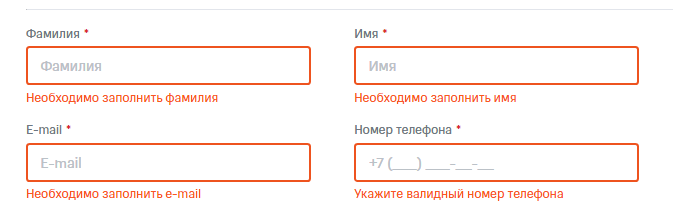 Фамилия *
Имя *
Фамилия
Имя
Необходимо заполнить фамилия
Необходимо заполнить имя
E-mail *
Номер телефона *
E-mail
+7 (___) ___-__-__
Необходимо заполнить e-mail
Укажите валидный номер телефона